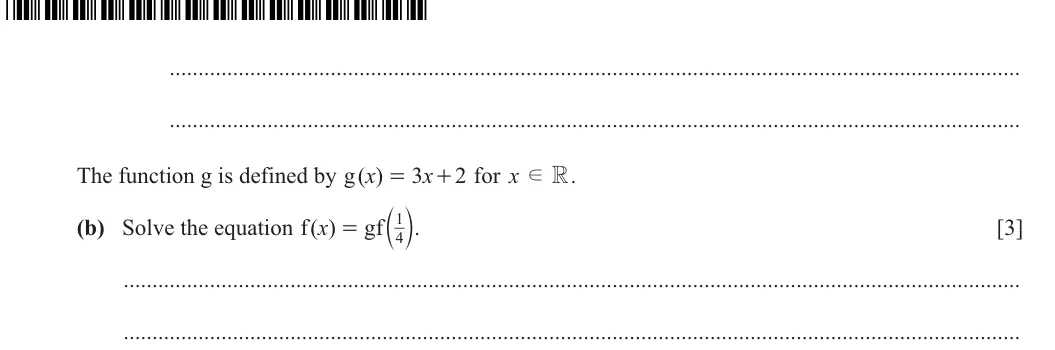 The function g is defined by g(x) = 3x+2 for x ∈ ℝ.
(b) Solve the equation f(x) = gf(1/4). [3]